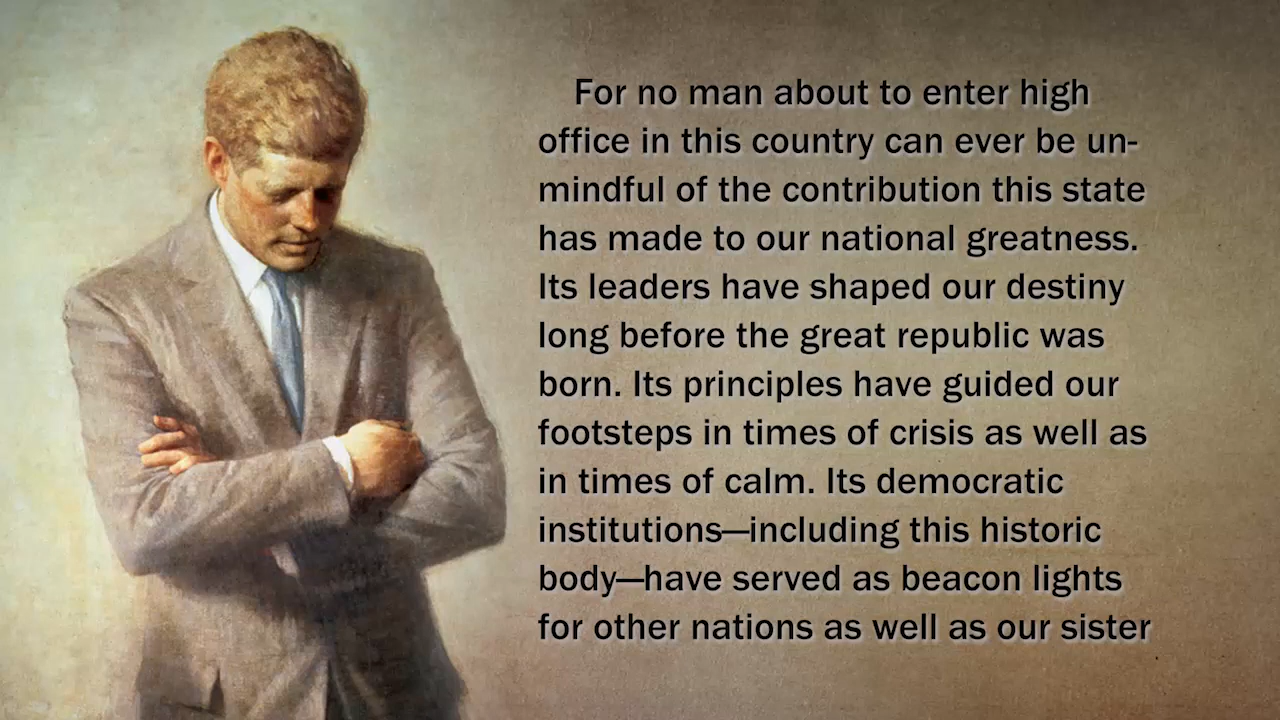 For no man about to enter high
office in this country can ever be un-
mindful of the contribution this state
has made to our national greatness.
Its leaders have shaped our destiny
long before the great republic was
born. Its principles have guided our
footsteps in times of crisis as well as
in times of calm. Its democratic
institutions—including this historic
body—have served as beacon lights
for other nations as well as our sister